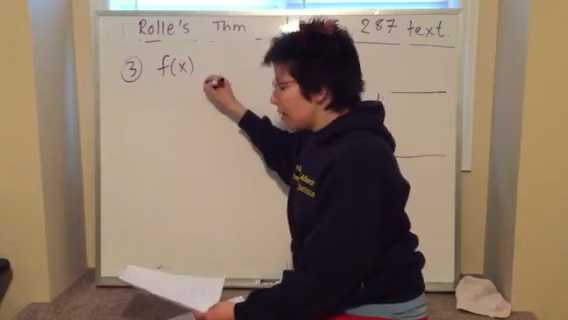 Rolle's Thm 287 text.
③ f(x)